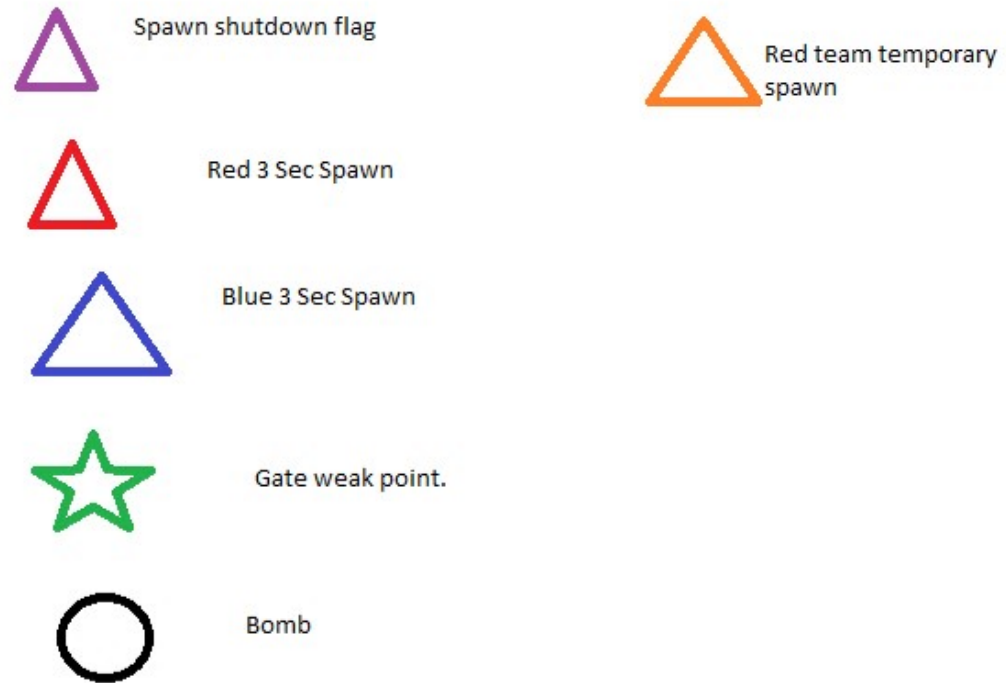 Spawn shutdown flag
Red team temporary
spawn
Red 3 Sec Spawn
Blue 3 Sec Spawn
Gate weak point.
Bomb